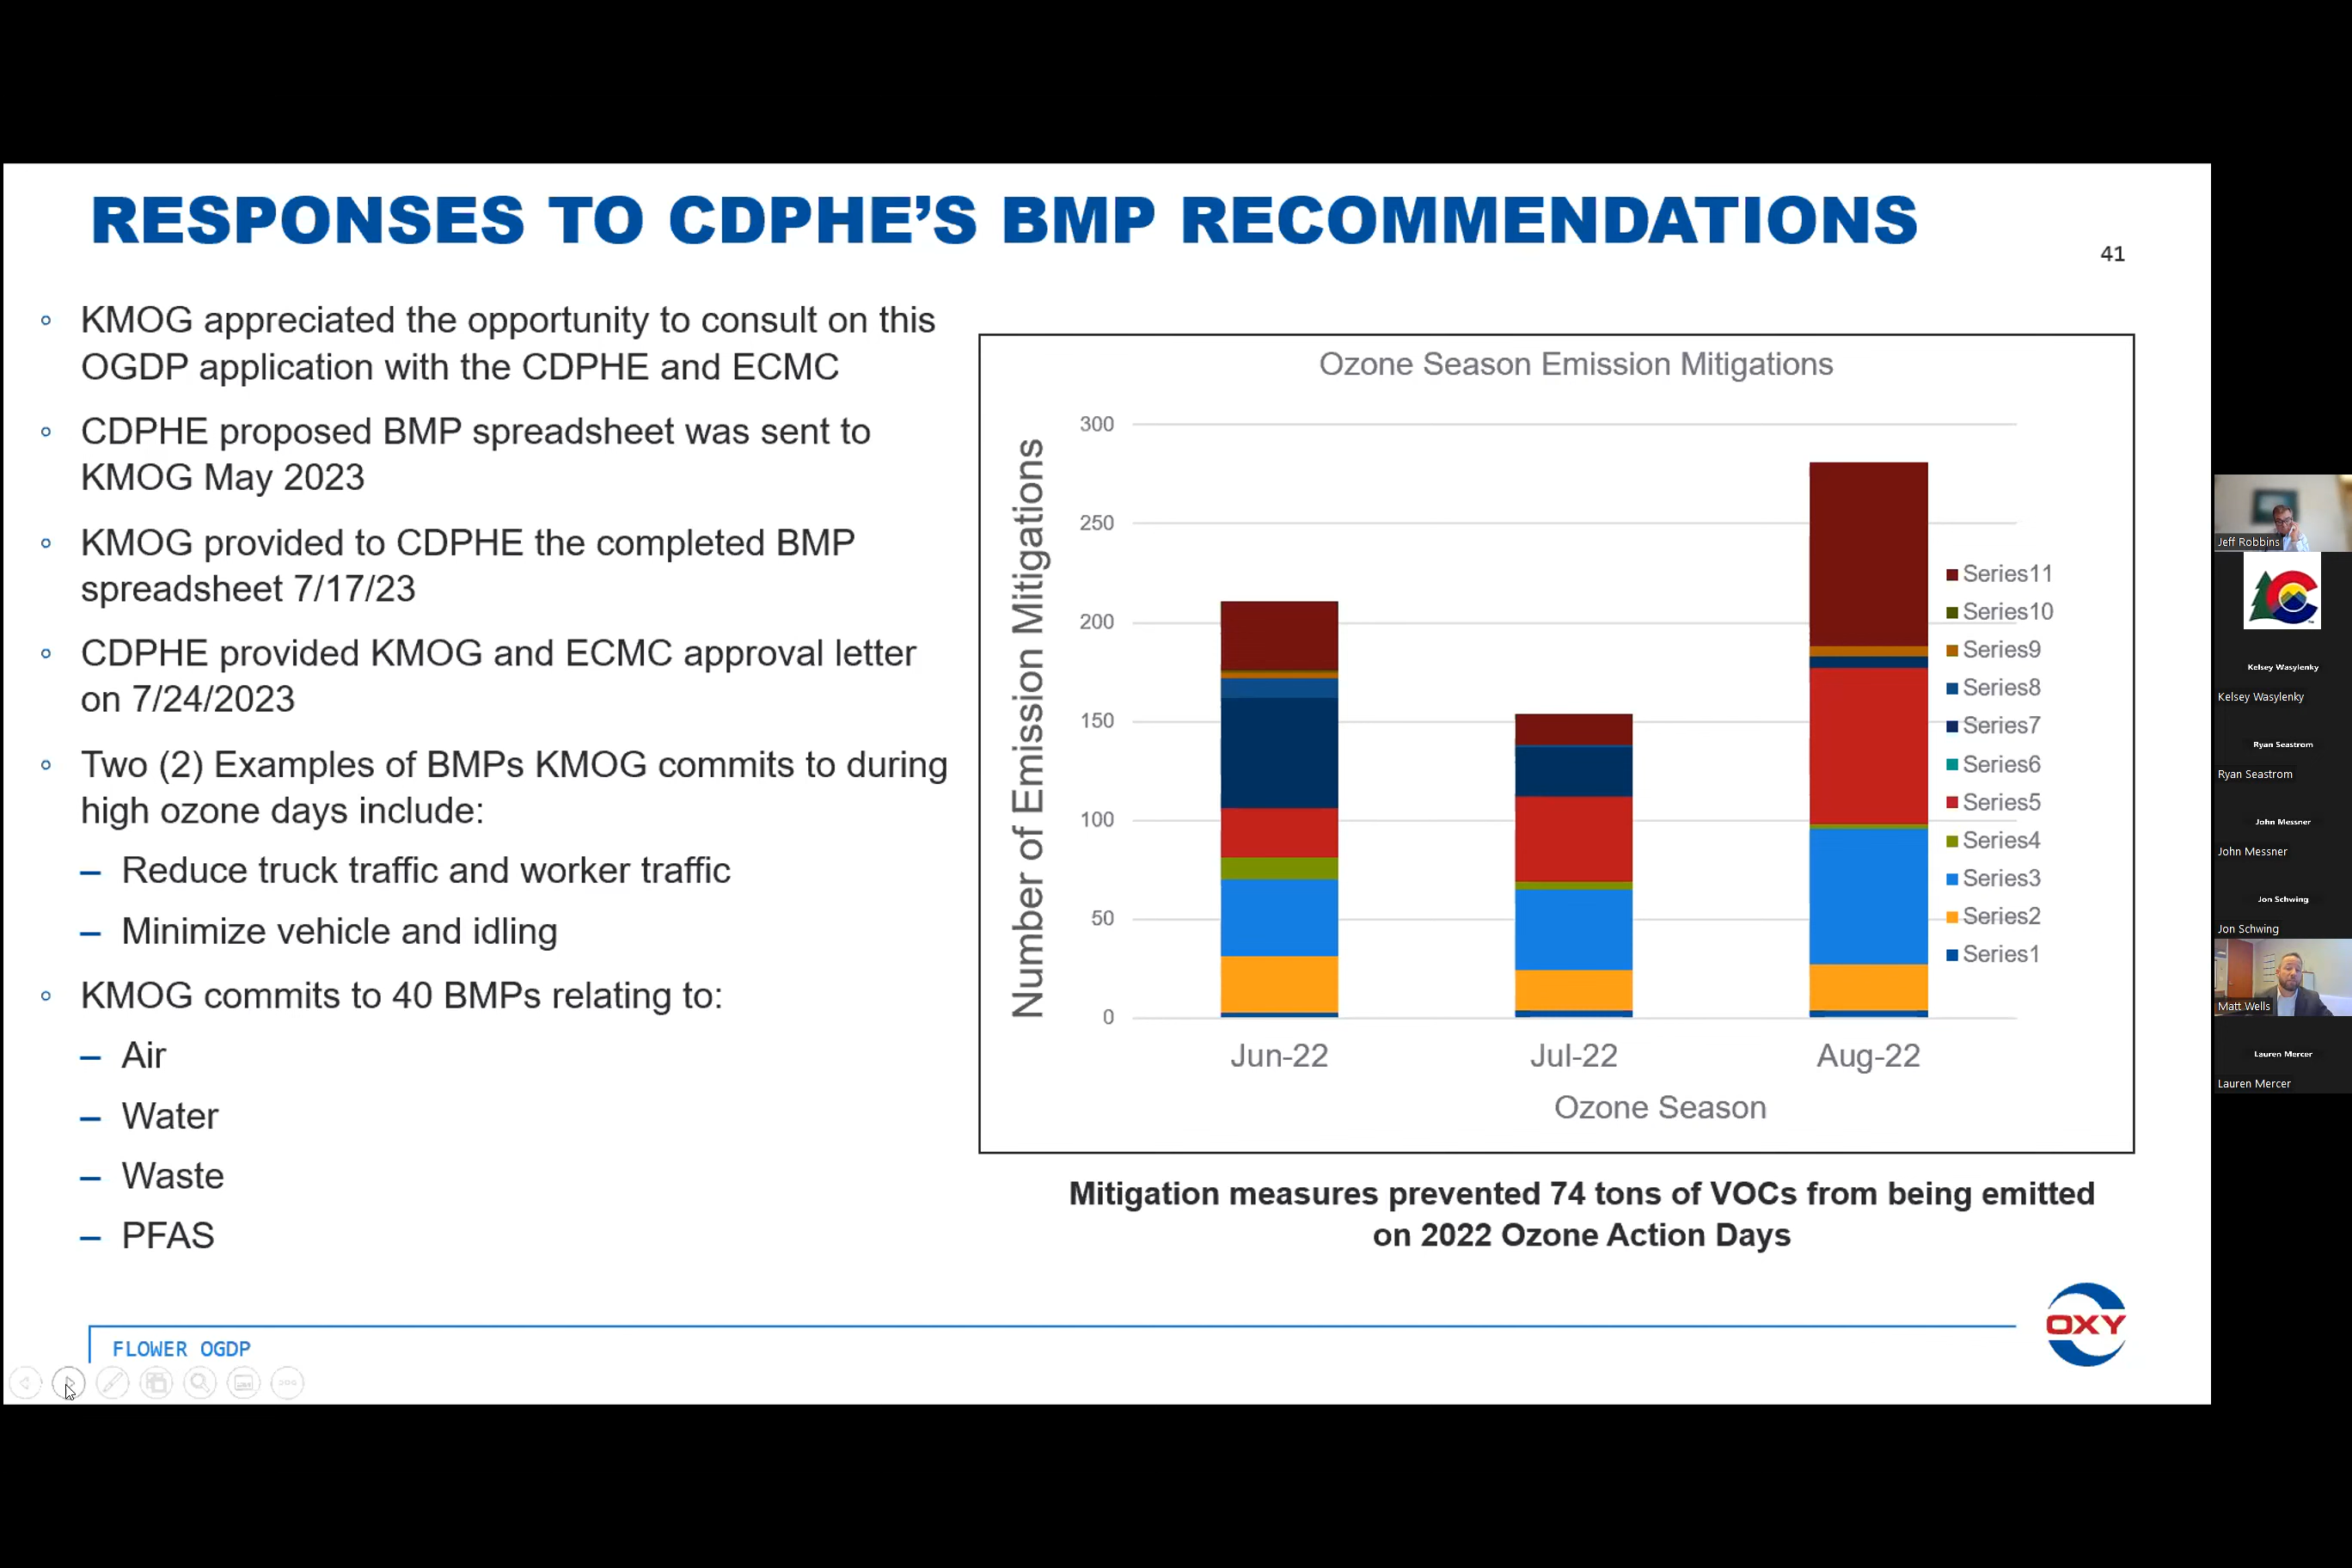 RESPONSES TO CDPHE'S BMP RECOMMENDATIONS
41
KMOG appreciated the opportunity to consult on this
OGDP application with the CDPHE and ECMC
CDPHE proposed BMP spreadsheet was sent to
KMOG May 2023
KMOG provided to CDPHE the completed BMP
spreadsheet 7/17/23
CDPHE provided KMOG and ECMC approval letter
on 7/24/2023
Two (2) Examples of BMPs KMOG commits to during
high ozone days include:
– Reduce truck traffic and worker traffic
– Minimize vehicle and idling
KMOG commits to 40 BMPs relating to:
– Air
– Water
– Waste
– PFAS
Ozone Season Emission Mitigations
Number of Emission Mitigations
300
250
200
150
100
50
0
Jun-22
Jul-22
Aug-22
Ozone Season
Series11
Series10
Series9
Series8
Series7
Series6
Series5
Series4
Series3
Series2
Series1
Mitigation measures prevented 74 tons of VOCs from being emitted
on 2022 Ozone Action Days
FLOWER OGDP
OXY
Jeff Robbins
Kelsey Wasylenky
Kelsey Wasylenky
Ryan Seastrom
Ryan Seastrom
John Messner
John Messner
Jon Schwing
Jon Schwing
Matt Wells
Lauren Mercer
Lauren Mercer